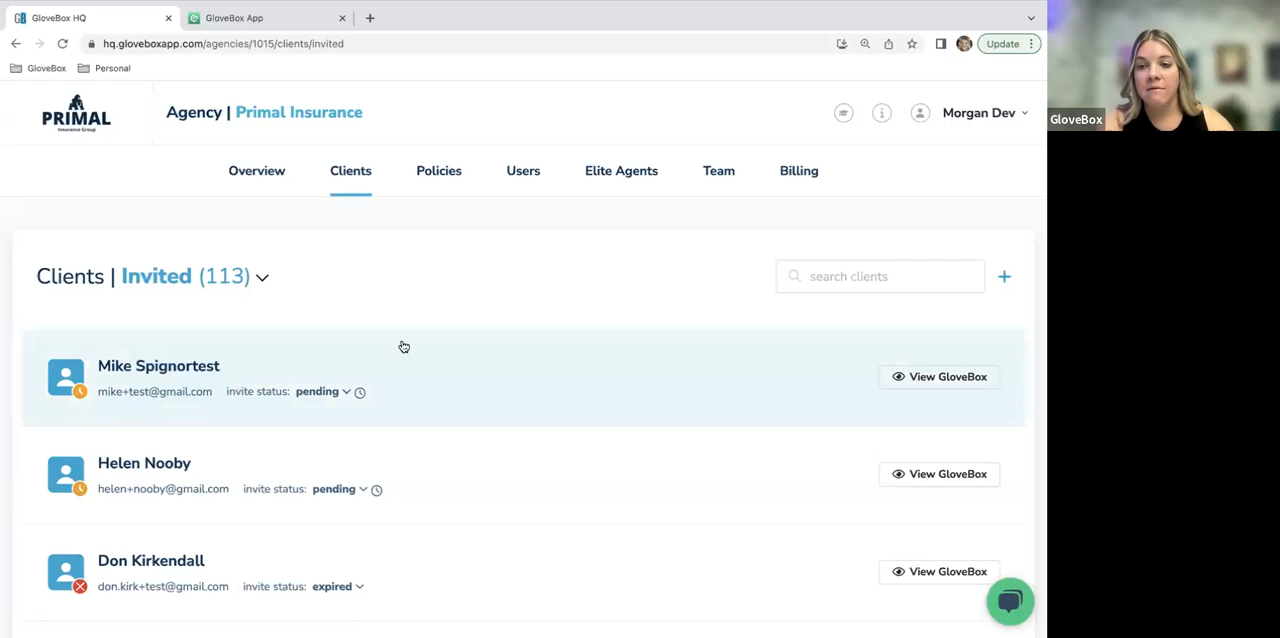 GloveBox HQ
GloveBox App
hq.gloveboxapp.com/agencies/1015/clients/invited
Update
GloveBox
Personal
PRIMAL
Insurance Group
Agency | Primal Insurance
Morgan Dev
Overview
Clients
Policies
Users
Elite Agents
Team
Billing
Clients | Invited (113)
search clients
Mike Spignortest
mike+test@gmail.com
invite status: pending
View GloveBox
Helen Nooby
helen+nooby@gmail.com
invite status: pending
View GloveBox
Don Kirkendall
don.kirk+test@gmail.com
invite status: expired
View GloveBox
GloveBox